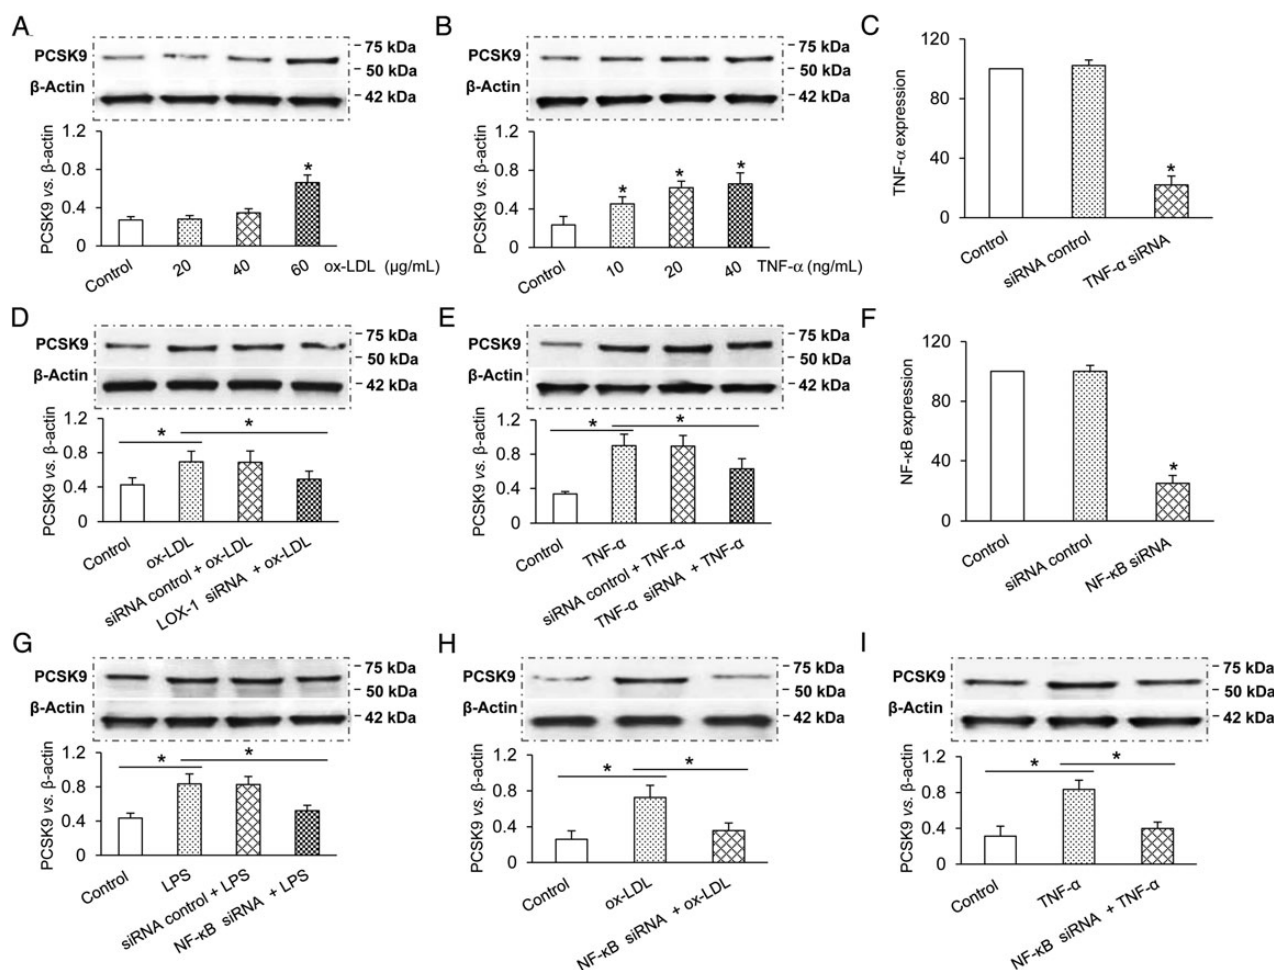 A
PCSK9
β-Actin
75 kDa
50 kDa
42 kDa
PCSK9 vs. β-actin
1.2
0.8
0.4
0
*
Control
20
40
60
ox-LDL (μg/mL)
B
PCSK9
β-Actin
75 kDa
50 kDa
42 kDa
PCSK9 vs. β-actin
1.2
0.8
0.4
0
*
*
*
Control
10
20
40
TNF-α (ng/mL)
C
TNF-α expression
120
100
60
20
0
*
Control
siRNA control
TNF-α siRNA
D
PCSK9
β-Actin
75 kDa
50 kDa
42 kDa
PCSK9 vs. β-actin
1.2
0.8
0.4
0
*
*
Control
ox-LDL
siRNA control + ox-LDL
LOX-1 siRNA + ox-LDL
E
PCSK9
β-Actin
75 kDa
50 kDa
42 kDa
PCSK9 vs. β-actin
1.2
0.8
0.4
0
*
*
Control
TNF-α
siRNA control + TNF-α
TNF-α siRNA + TNF-α
F
NF-κB expression
120
100
60
20
0
*
Control
siRNA control
NF-κB siRNA
G
PCSK9
β-Actin
75 kDa
50 kDa
42 kDa
PCSK9 vs. β-actin
1.2
0.8
0.4
0
*
*
Control
LPS
siRNA control + LPS
NF-κB siRNA + LPS
H
PCSK9
β-Actin
75 kDa
50 kDa
42 kDa
PCSK9 vs. β-actin
1.2
0.8
0.4
0
*
*
Control
ox-LDL
NF-κB siRNA + ox-LDL
I
PCSK9
β-Actin
75 kDa
50 kDa
42 kDa
PCSK9 vs. β-actin
1.2
0.8
0.4
0
*
*
Control
TNF-α
NF-κB siRNA + TNF-α